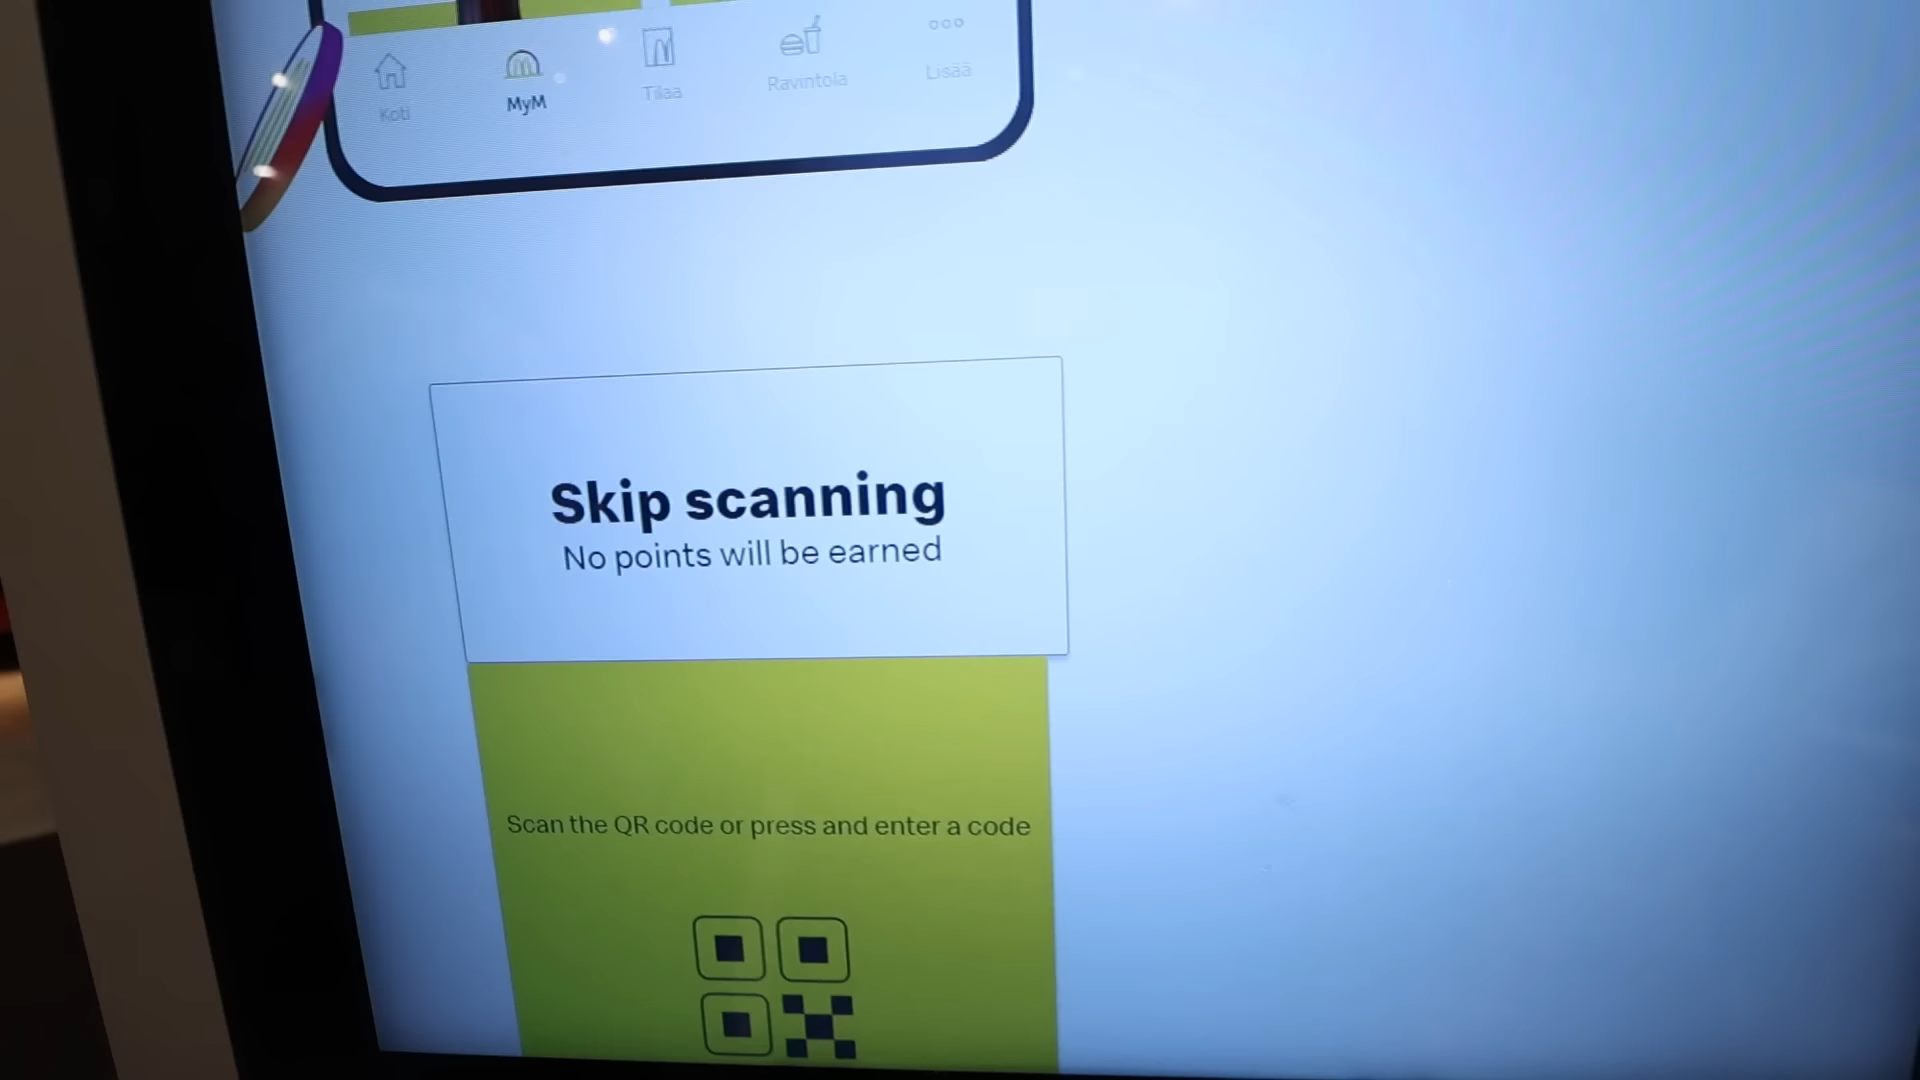 Koti
MyM
Tilaa
Ravintola
Lisää
Skip scanning
No points will be earned
Scan the QR code or press and enter a code